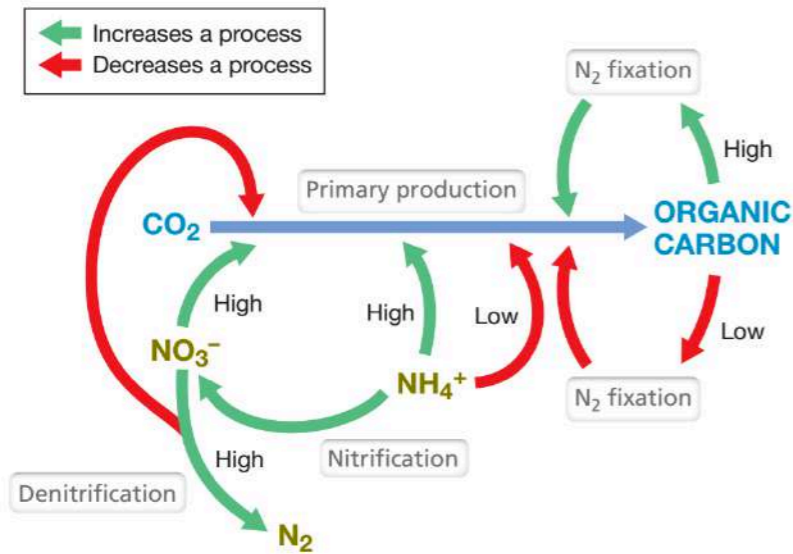 Increases a process
Decreases a process
N₂ fixation
High
Primary production
CO₂
ORGANIC
CARBON
High
High
Low
Low
NO₃⁻
NH₄⁺
N₂ fixation
High
Nitrification
Denitrification
N₂